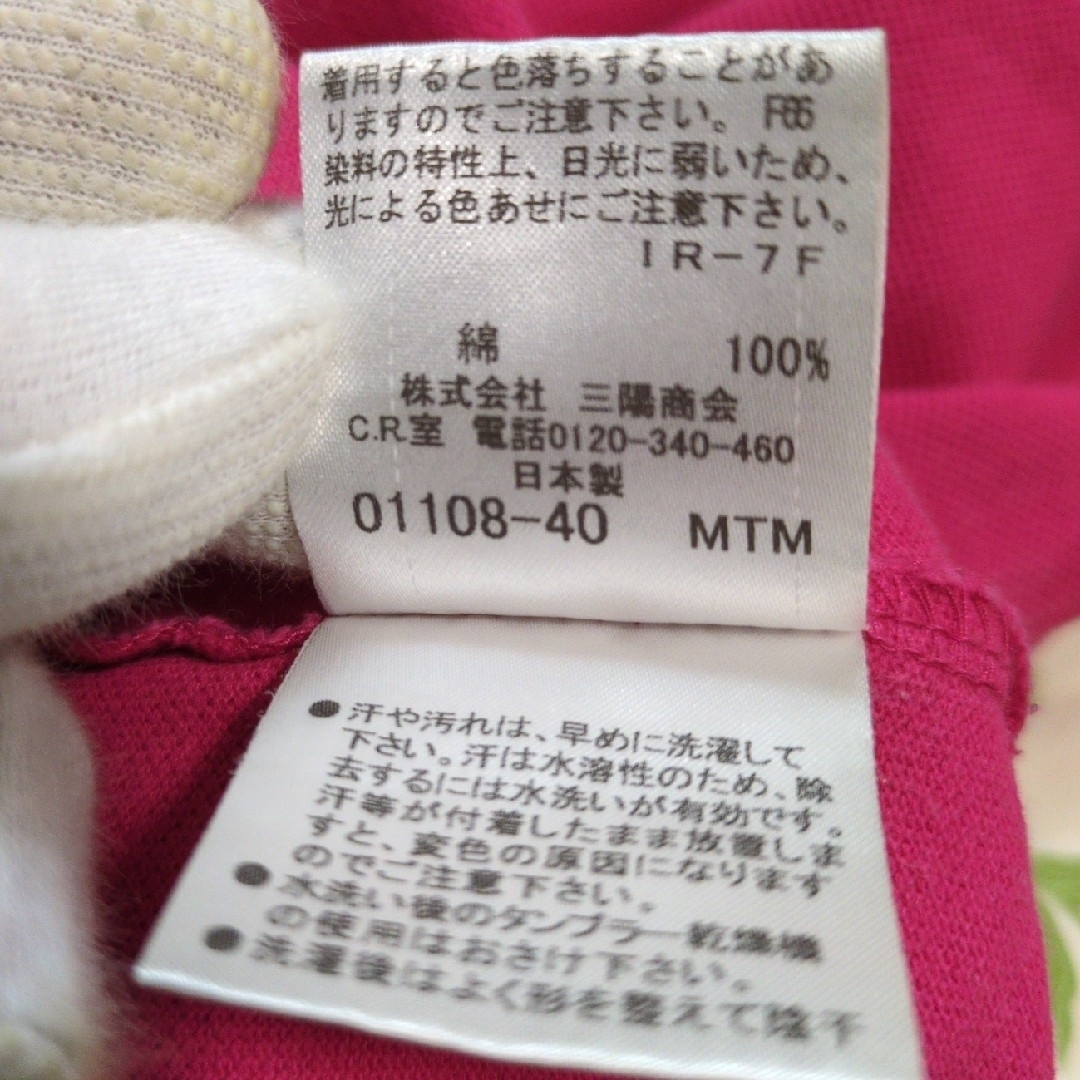 着用すると色落ちすることがあ
りますのでご注意下さい。 F86
染料の特性上、日光に弱いため、
光による色あせにご注意下さい。
IR-7F
綿 100%
株式会社 三陽商会
C.R.室 電話0120-340-460
日本製
01108-40 MTM
●汗や汚れは、早めに洗濯して
下さい。汗は水溶性のため、除
去するには水洗いが有効です。
汗等が付着したまま放置しま
すと、変色の原因になります
のでご注意下さい。
●水洗い後のタンブラー乾燥機
の使用はおさけ下さい。
●洗濯後はよく形を整えて陰干